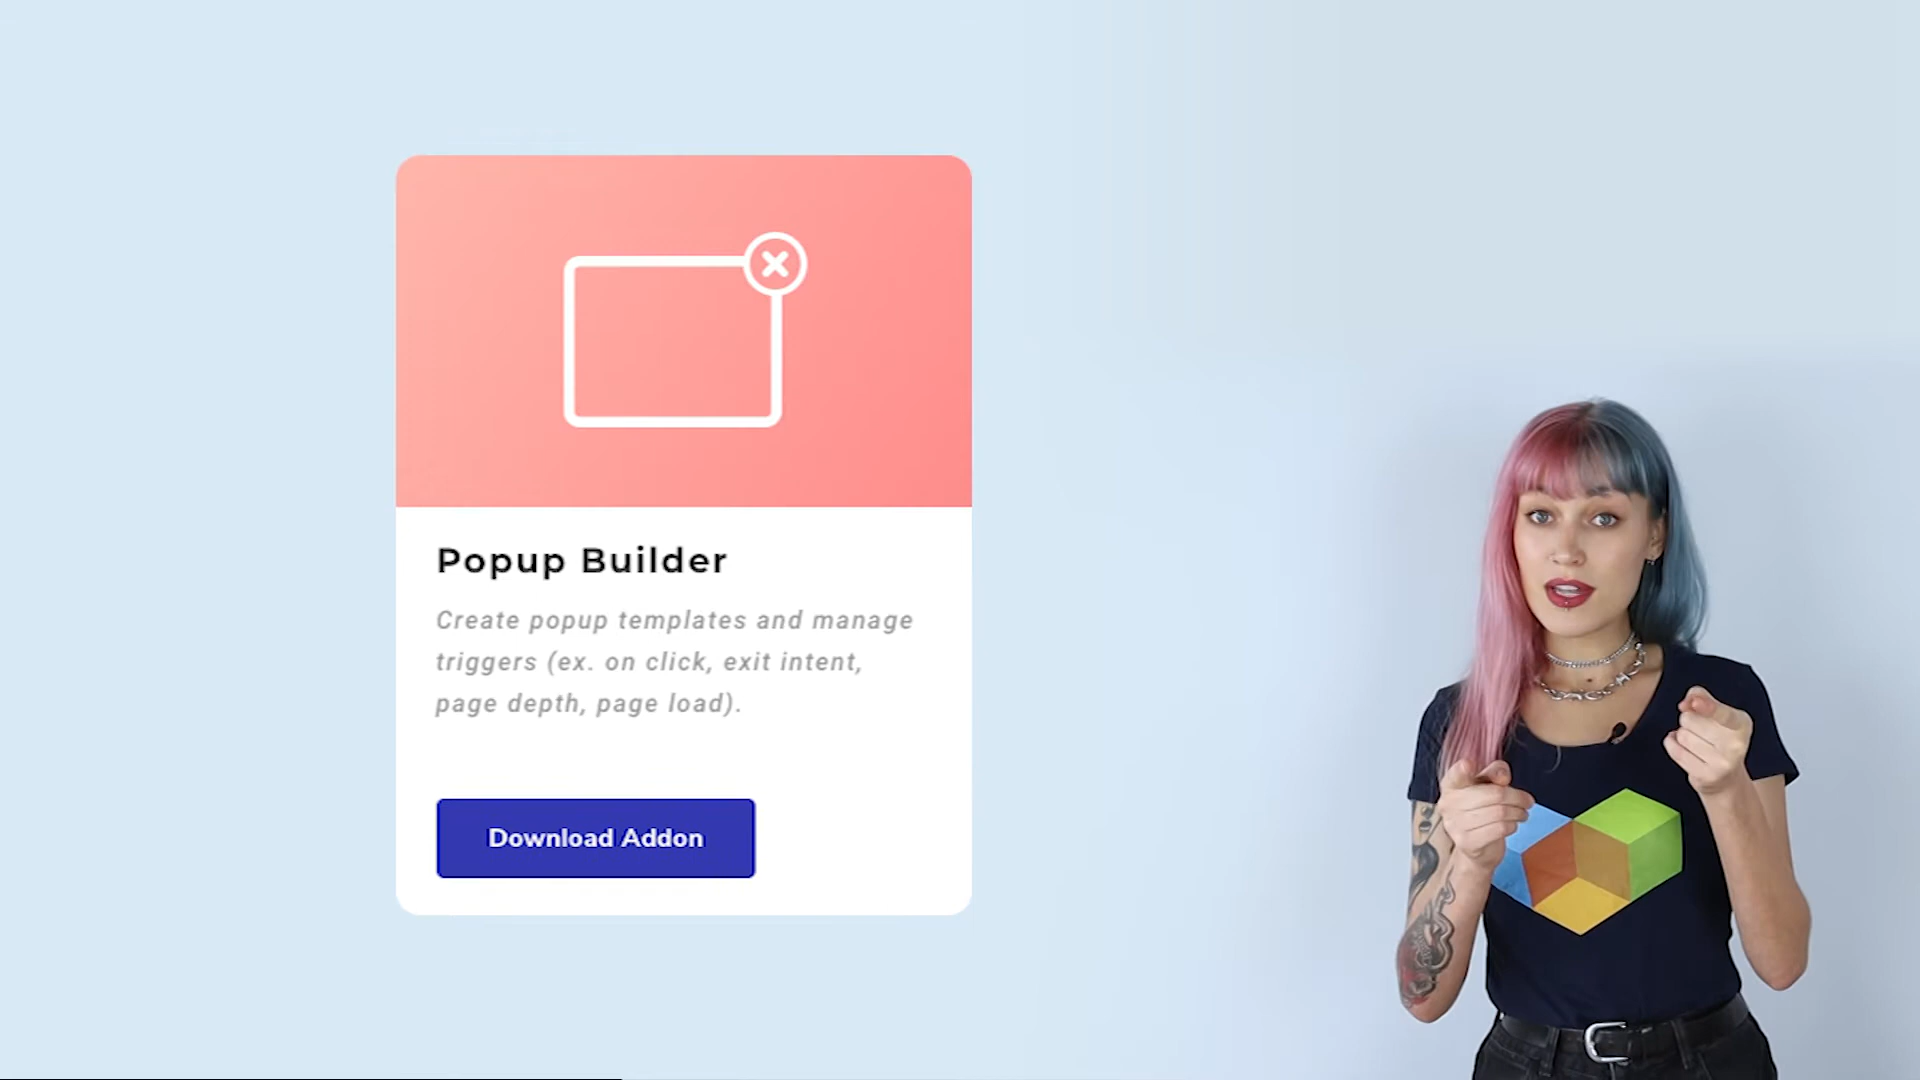 Popup Builder
Create popup templates and manage
triggers (ex. on click, exit intent,
page depth, page load).
Download Addon